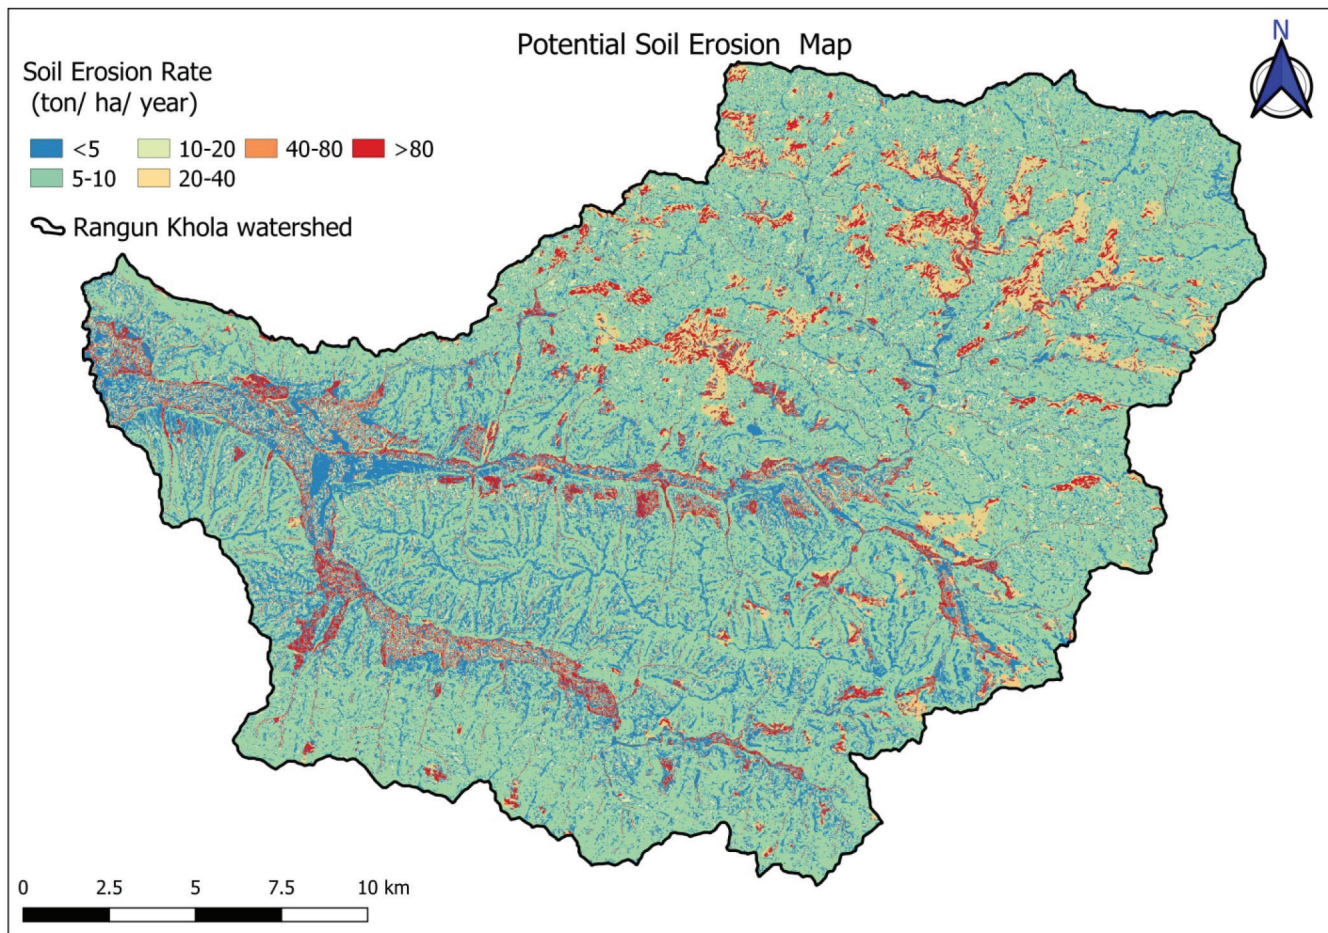 Potential Soil Erosion Map
N
Soil Erosion Rate
(ton/ ha/ year)
<5
10-20
40-80
>80
5-10
20-40
Rangun Khola watershed
0 2.5 5 7.5 10 km